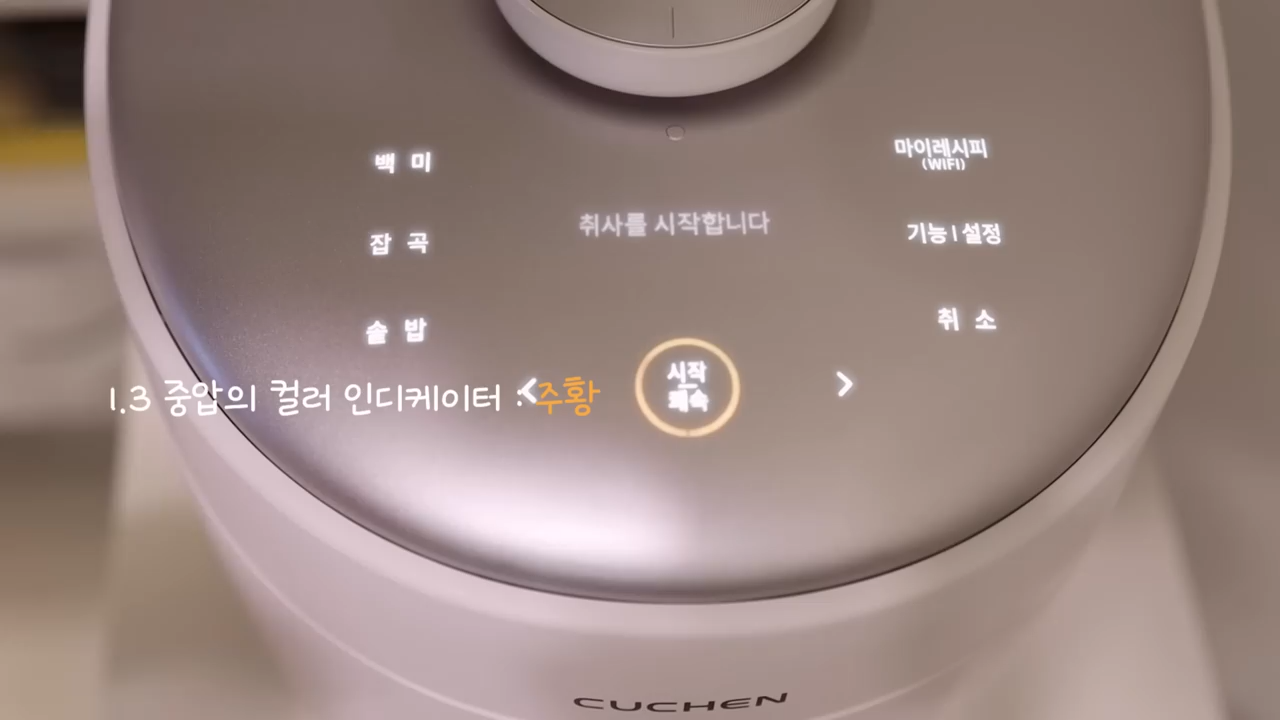 백 미
마이레시피
(WIFI)
취사를 시작합니다
잡 곡
기능 | 설정
솥 밥
취 소
시작
쾌속
<
>
1.3 중압의 컬러 인디케이터 : 주황
CUCHEN